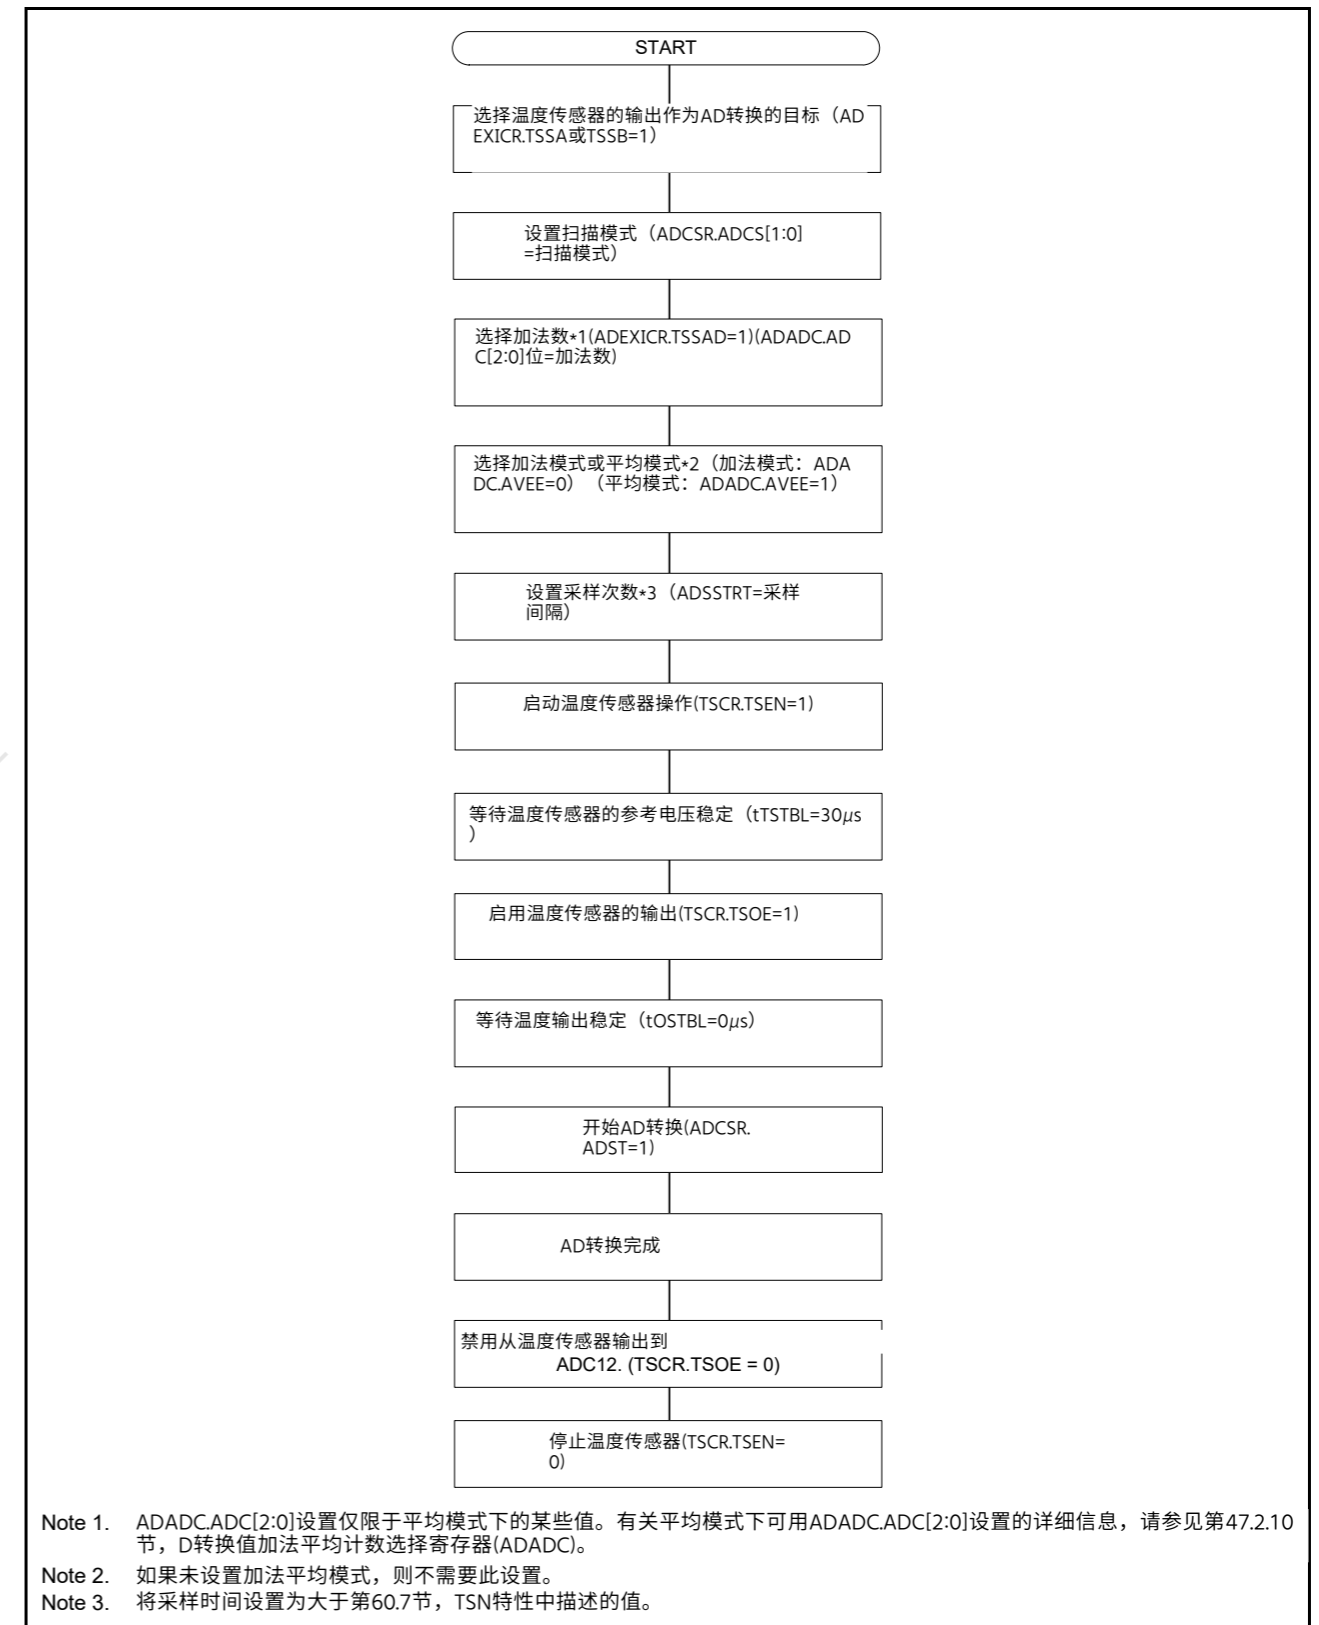 START
选择温度传感器的输出作为AD转换的目标（AD
EXICR.TSSA或TSSB=1）
设置扫描模式（ADCSR.ADCS[1:0]
=扫描模式）
选择加法数*1(ADEXICR.TSSAD=1)(ADADC.AD
C[2:0]位=加法数)
选择加法模式或平均模式*2（加法模式：ADA
DC.AVEE=0）（平均模式：ADADC.AVEE=1）
设置采样次数*3（ADSSTRT=采样
间隔）
启动温度传感器操作(TSCR.TSEN=1)
等待温度传感器的参考电压稳定（tTSTBL=30μs
）
启用温度传感器的输出(TSCR.TSOE=1)
等待温度输出稳定（tOSTBL=0μs）
开始AD转换(ADCSR.
ADST=1)
AD转换完成
禁用从温度传感器输出到
ADC12. (TSCR.TSOE = 0)
停止温度传感器(TSCR.TSEN=
0)
Note 1. ADADC.ADC[2:0]设置仅限于平均模式下的某些值。有关平均模式下可用ADADC.ADC[2:0]设置的详细信息，请参见第47.2.10
节，D转换值加法平均计数选择寄存器(ADADC)。
Note 2. 如果未设置加法平均模式，则不需要此设置。
Note 3. 将采样时间设置为大于第60.7节，TSN特性中描述的值。